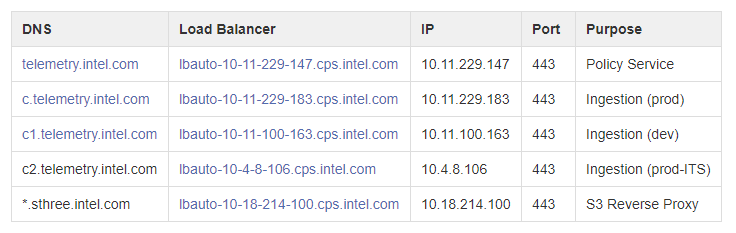 DNS Load Balancer IP Port Purpose
telemetry.intel.com lbauto-10-11-229-147.cps.intel.com 10.11.229.147 443 Policy Service
c.telemetry.intel.com lbauto-10-11-229-183.cps.intel.com 10.11.229.183 443 Ingestion (prod)
c1.telemetry.intel.com lbauto-10-11-100-163.cps.intel.com 10.11.100.163 443 Ingestion (dev)
c2.telemetry.intel.com lbauto-10-4-8-106.cps.intel.com 10.4.8.106 443 Ingestion (prod-ITS)
*.sthree.intel.com lbauto-10-18-214-100.cps.intel.com 10.18.214.100 443 S3 Reverse Proxy